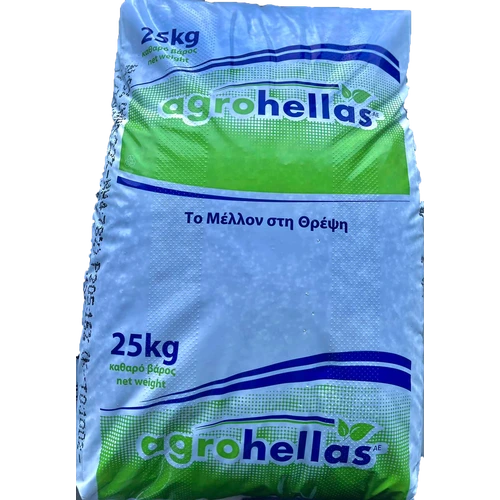 25kg
καθαρό βάρος
net weight
agrohellas AE
Το Μέλλον στη Θρέψη
25kg
καθαρό βάρος
net weight
agrohellas AE